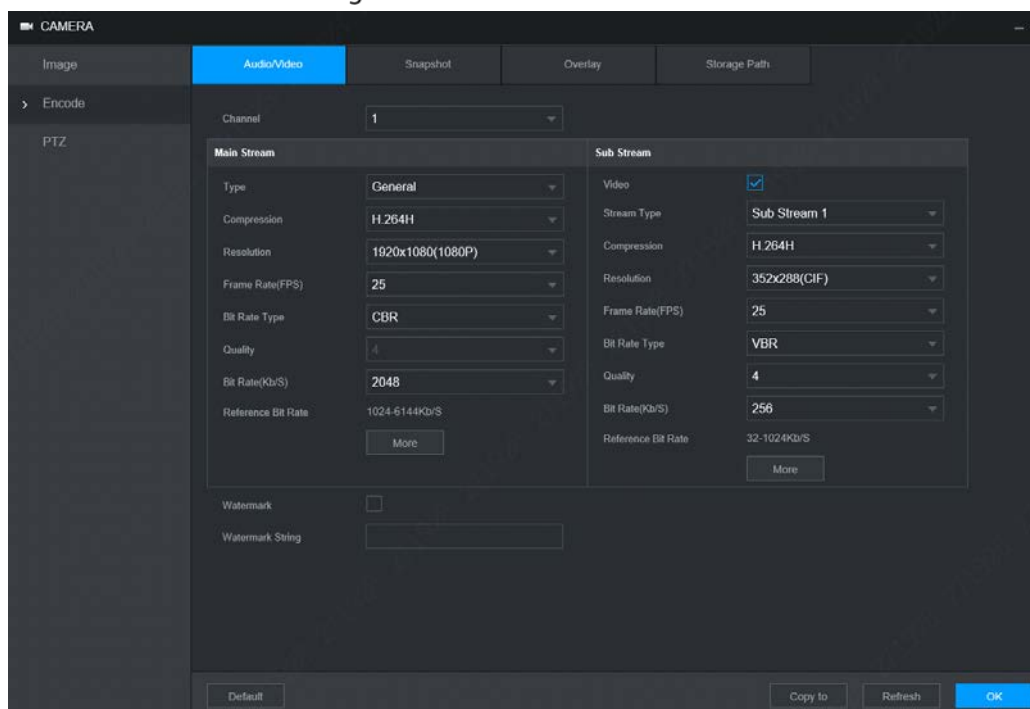 CAMERA
Image
Encode
PTZ
Audio/Video
Snapshot
Overlay
Storage Path
Channel 1
Main Stream
Type General
Compression H.264H
Resolution 1920x1080(1080P)
Frame Rate(FPS) 25
Bit Rate Type CBR
Quality 4
Bit Rate(Kb/S) 2048
Reference Bit Rate 1024-6144Kb/S
More
Sub Stream
Video
Stream Type Sub Stream 1
Compression H.264H
Resolution 352x288(CIF)
Frame Rate(FPS) 25
Bit Rate Type VBR
Quality 4
Bit Rate(Kb/S) 256
Reference Bit Rate 32-1024Kb/S
More
Watermark
Watermark String
Default
Copy to
Refresh
OK